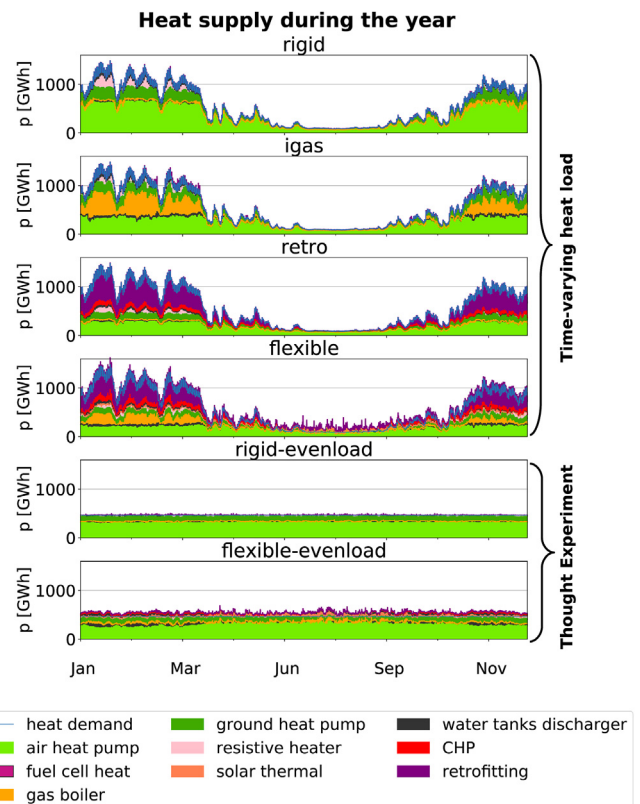 Heat supply during the year
rigid
p [GWh]
1000
0
igas
p [GWh]
1000
0
retro
p [GWh]
1000
0
flexible
p [GWh]
1000
0
Time-varying heat load
rigid-evenload
p [GWh]
1000
0
flexible-evenload
p [GWh]
1000
0
Thought Experiment
Jan Mar Jun Sep Nov
heat demand ground heat pump water tanks discharger
air heat pump resistive heater CHP
fuel cell heat solar thermal retrofitting
gas boiler